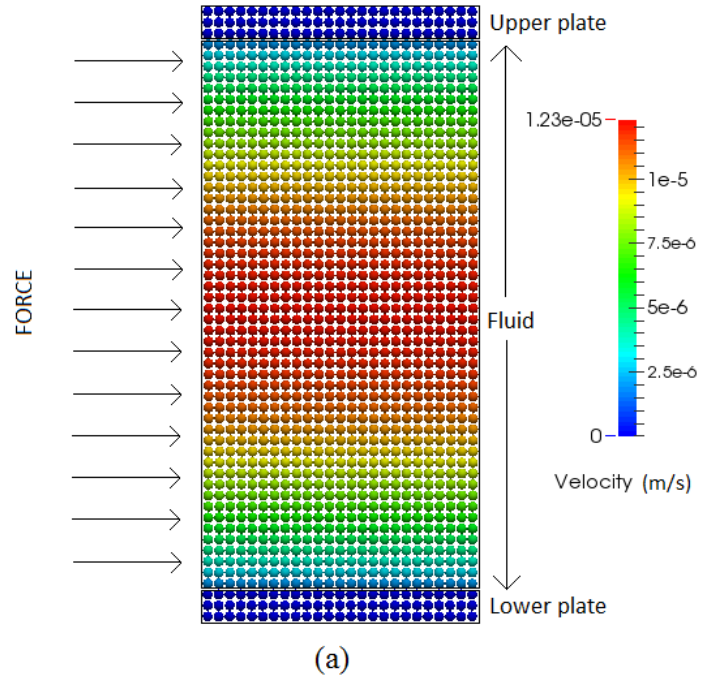 Upper plate
1.23e-05
1e-5
7.5e-6
FORCE
Fluid
5e-6
2.5e-6
0
Velocity (m/s)
Lower plate
(a)